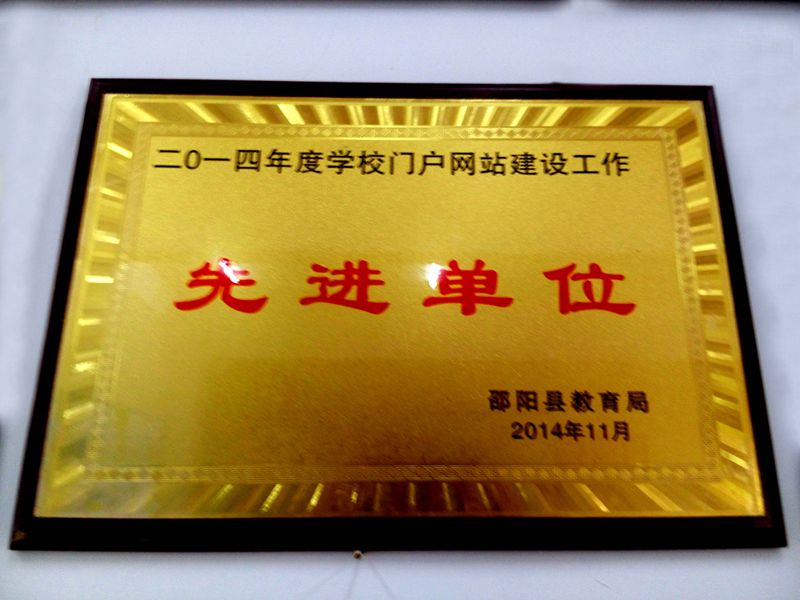 二0一四年度学校门户网站建设工作
先进单位
邵阳县教育局
2014年11月